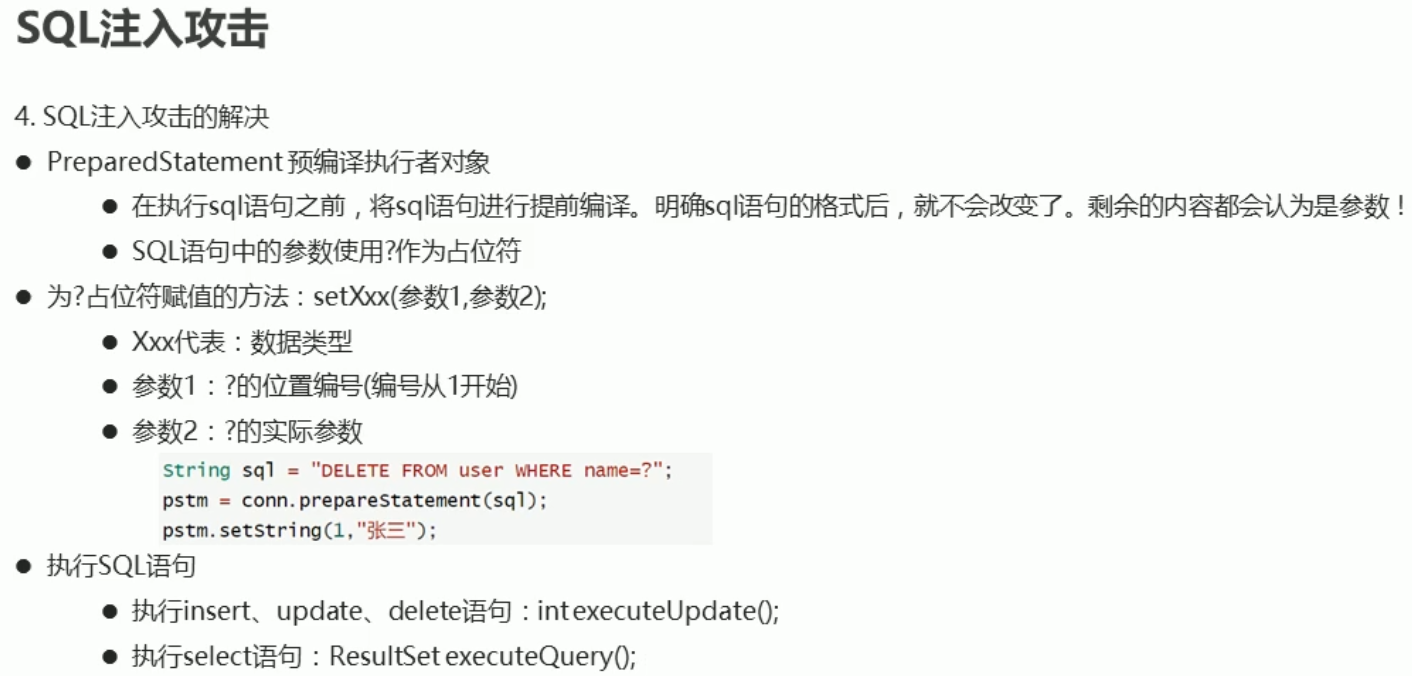 SQL注入攻击
4. SQL注入攻击的解决
● PreparedStatement 预编译执行者对象
● 在执行sql语句之前，将sql语句进行提前编译。明确sql语句的格式后，就不会改变了。剩余的内容都会认为是参数！
● SQL语句中的参数使用?作为占位符
● 为?占位符赋值的方法：setXxx(参数1,参数2);
● Xxx代表：数据类型
● 参数1：?的位置编号(编号从1开始)
● 参数2：?的实际参数
String sql = "DELETE FROM user WHERE name=?";
pstm = conn.prepareStatement(sql);
pstm.setString(1,"张三");
● 执行SQL语句
● 执行insert、update、delete语句：int executeUpdate();
● 执行select语句：ResultSet executeQuery();